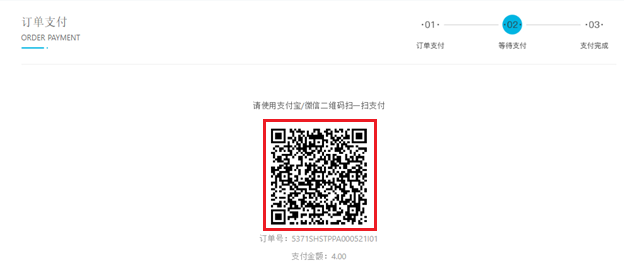 订单支付
ORDER PAYMENT
·01·
·02·
·03·
订单支付
等待支付
支付完成
请使用支付宝/微信二维码扫一扫支付
订单号：5371SHSTPPA000521I01
支付金额：4.00